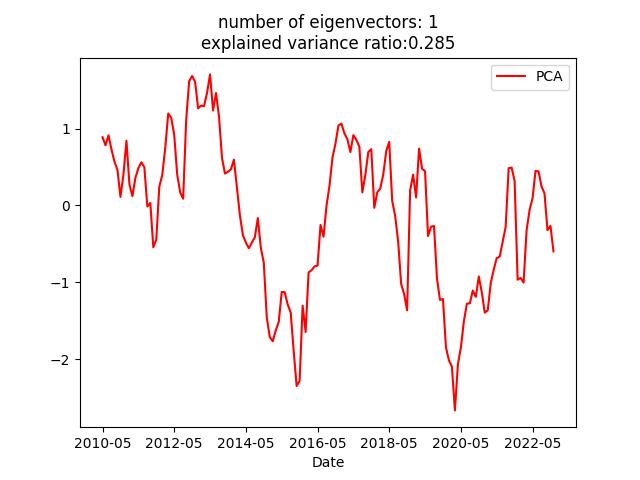 number of eigenvectors: 1
explained variance ratio:0.285
PCA
1
0
−1
−2
2010-05 2012-05 2014-05 2016-05 2018-05 2020-05 2022-05
Date